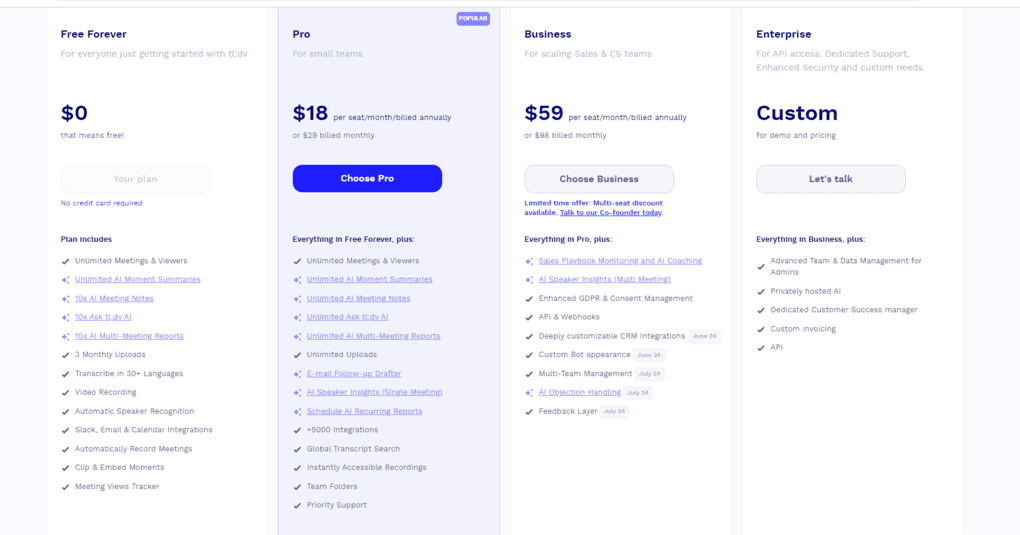 POPULAR
Free Forever
For everyone just getting started with tl;dv
$0
that means free!
Your plan
No credit card required
Plan includes
Unlimited Meetings & Viewers
Unlimited AI Moment Summaries
10x AI Meeting Notes
10x Ask tl;dv AI
10x AI Multi-Meeting Reports
3 Monthly Uploads
Transcribe in 30+ Languages
Video Recording
Automatic Speaker Recognition
Slack, Email & Calendar Integrations
Automatically Record Meetings
Clip & Embed Moments
Meeting Views Tracker
Pro
For small teams
$18 per seat/month/billed annually
or $29 billed monthly
Choose Pro
Everything in Free Forever, plus:
Unlimited Meetings & Viewers
Unlimited AI Moment Summaries
Unlimited AI Meeting Notes
Unlimited Ask tl;dv AI
Unlimited AI Multi-Meeting Reports
Unlimited Uploads
E-mail Follow-up Drafter
AI Speaker Insights (Single Meeting)
Schedule Ai Recurring Reports
+5000 Integrations
Global Transcript Search
Instantly Accessible Recordings
Team Folders
Priority Support
Business
For scaling Sales & CS teams
$59 per seat/month/billed annually
or $98 billed monthly
Choose Business
Limited time offer: Multi-seat discount
available. Talk to our Co-founder today.
Everything in Pro, plus:
Sales Playbook Monitoring and AI Coaching
AI Speaker Insights (Multi Meeting)
Enhanced GDPR & Consent Management
API & Webhooks
Deeply customizable CRM Integrations June 24
Custom Bot appearance June 24
Multi-Team Management July 24
AI Objection Handling July 24
Feedback Layer July 24
Enterprise
For API access, Dedicated Support,
Enhanced Security and custom needs.
Custom
for demo and pricing
Let's talk
Everything in Business, plus:
Advanced Team & Data Management for
Admins
Privately hosted AI
Dedicated Customer Success manager
Custom invoicing
API